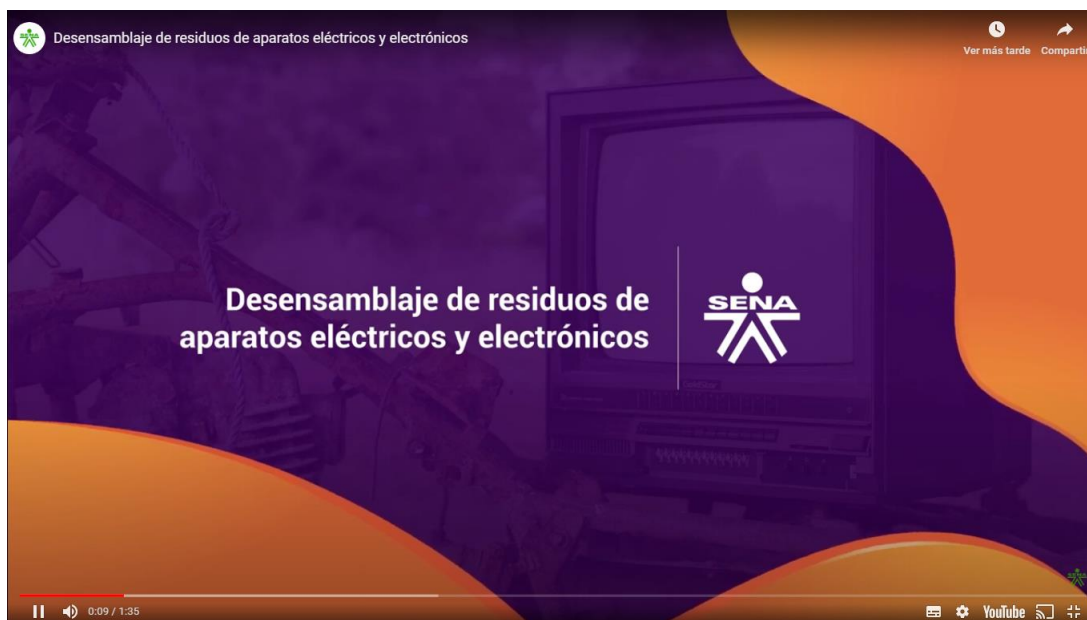 Desensamblaje de residuos de aparatos eléctricos y electrónicos
Ver más tarde
Compartir
Desensamblaje de residuos de
aparatos eléctricos y electrónicos
SENA
0:09 / 1:35
YouTube